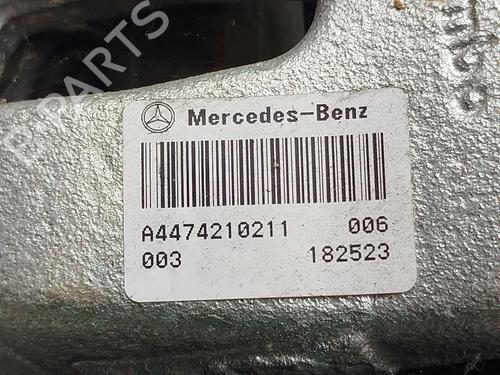 Mercedes-Benz
A4474210211 006
003 182523
PARTS